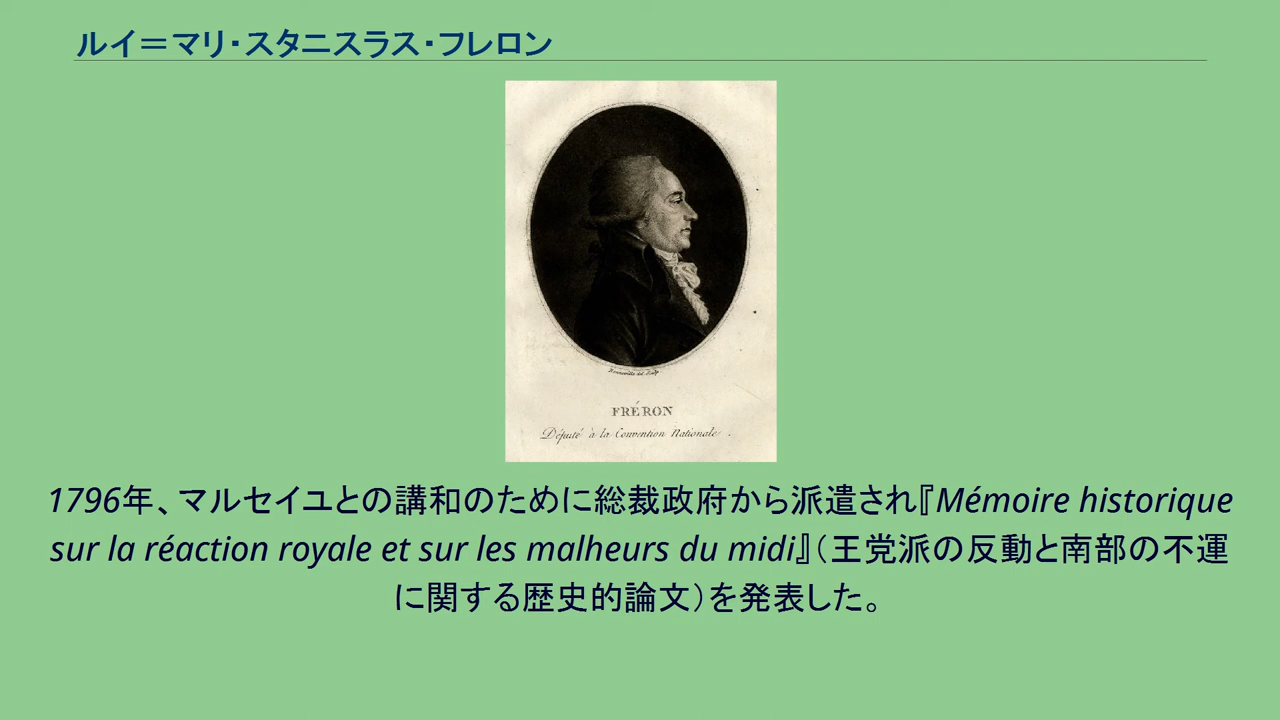 ルイ＝マリ・スタニスラス・フレロン
Bonneville del. Sculp.
FRÉRON
Député à la Convention Nationale.
1796年、マルセイユとの講和のために総裁政府から派遣され『Mémoire historique
sur la réaction royale et sur les malheurs du midi』（王党派の反動と南部の不運
に関する歴史的論文）を発表した。